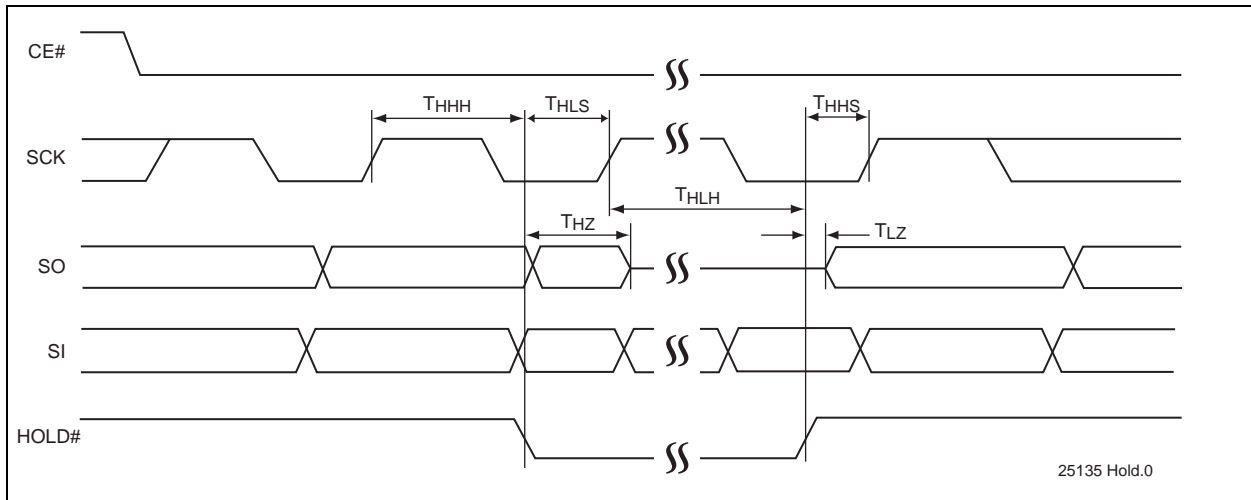 CE#
THHH
THLS
THHS
SCK
THLH
THZ
TLZ
SO
SI
HOLD#
25135 Hold.0